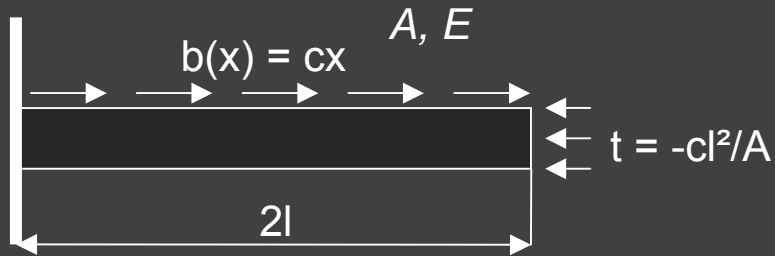 A, E
b(x) = cx
t = -cl²/A
2l